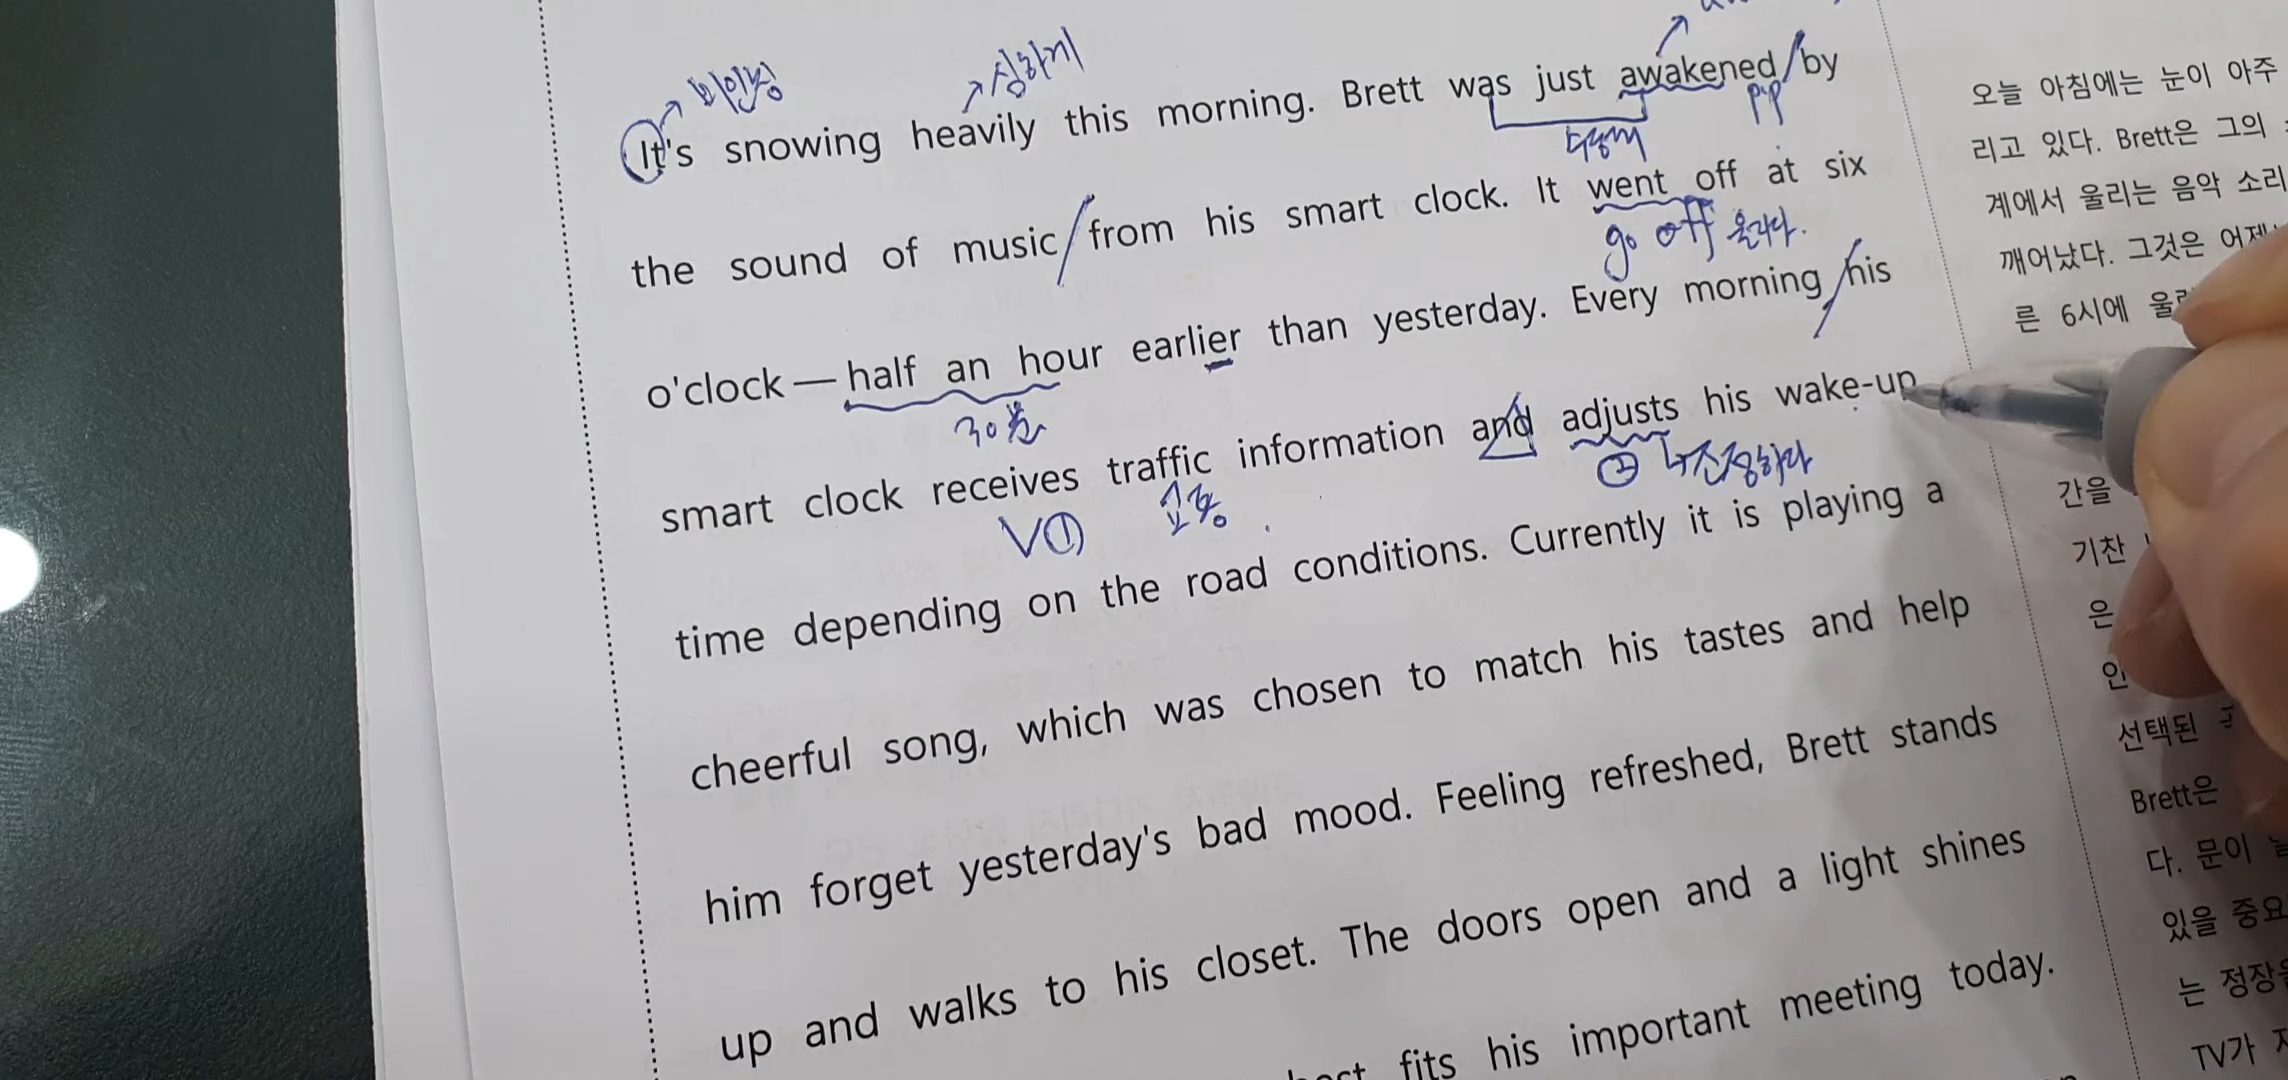 비인칭
심하게
It's snowing heavily this morning. Brett was just awakened / by
수동태
pp
the sound of music / from his smart clock. It went off at six
go off 울리다.
o'clock — half an hour earlier than yesterday. Every morning / his
30분
smart clock receives traffic information and adjusts his wake-up
V① 교통
② 조정하다
time depending on the road conditions. Currently it is playing a
cheerful song, which was chosen to match his tastes and help
him forget yesterday's bad mood. Feeling refreshed, Brett stands
up and walks to his closet. The doors open and a light shines
fits his important meeting today.
오늘 아침에는 눈이 아주
리고 있다. Brett은 그의
계에서 울리는 음악 소리
깨어났다. 그것은
른 6시에
간을
기찬
은
선택된
Brett은
다. 문이
있을 중요
는 정장
TV가